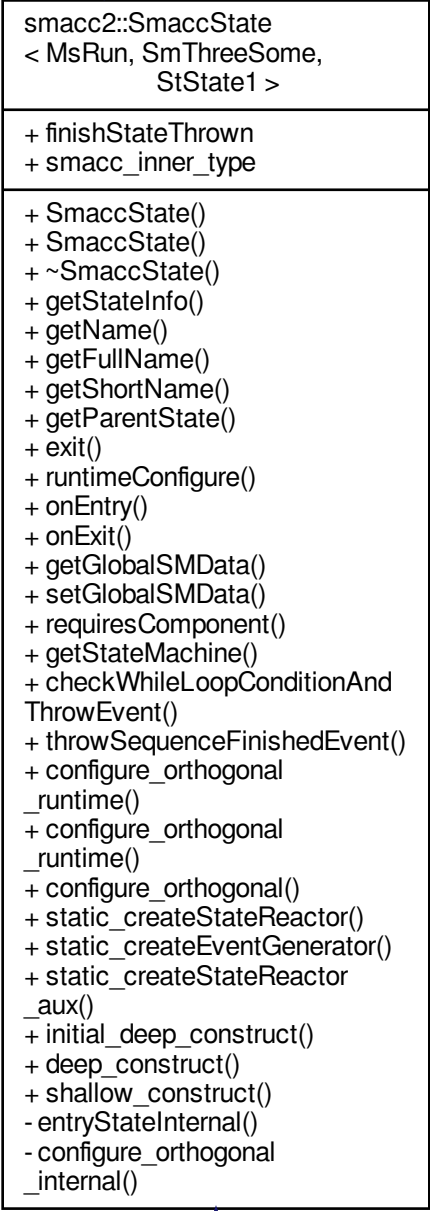 smacc2::SmaccState
< MsRun, SmThreeSome,
StState1 >
+ finishStateThrown
+ smacc_inner_type
+ SmaccState()
+ SmaccState()
+ ~SmaccState()
+ getStateInfo()
+ getName()
+ getFullName()
+ getShortName()
+ getParentState()
+ exit()
+ runtimeConfigure()
+ onEntry()
+ onExit()
+ getGlobalSMData()
+ setGlobalSMData()
+ requiresComponent()
+ getStateMachine()
+ checkWhileLoopConditionAnd
ThrowEvent()
+ throwSequenceFinishedEvent()
+ configure_orthogonal
_runtime()
+ configure_orthogonal
_runtime()
+ configure_orthogonal()
+ static_createStateReactor()
+ static_createEventGenerator()
+ static_createStateReactor
_aux()
+ initial_deep_construct()
+ deep_construct()
+ shallow_construct()
- entryStateInternal()
- configure_orthogonal
_internal()